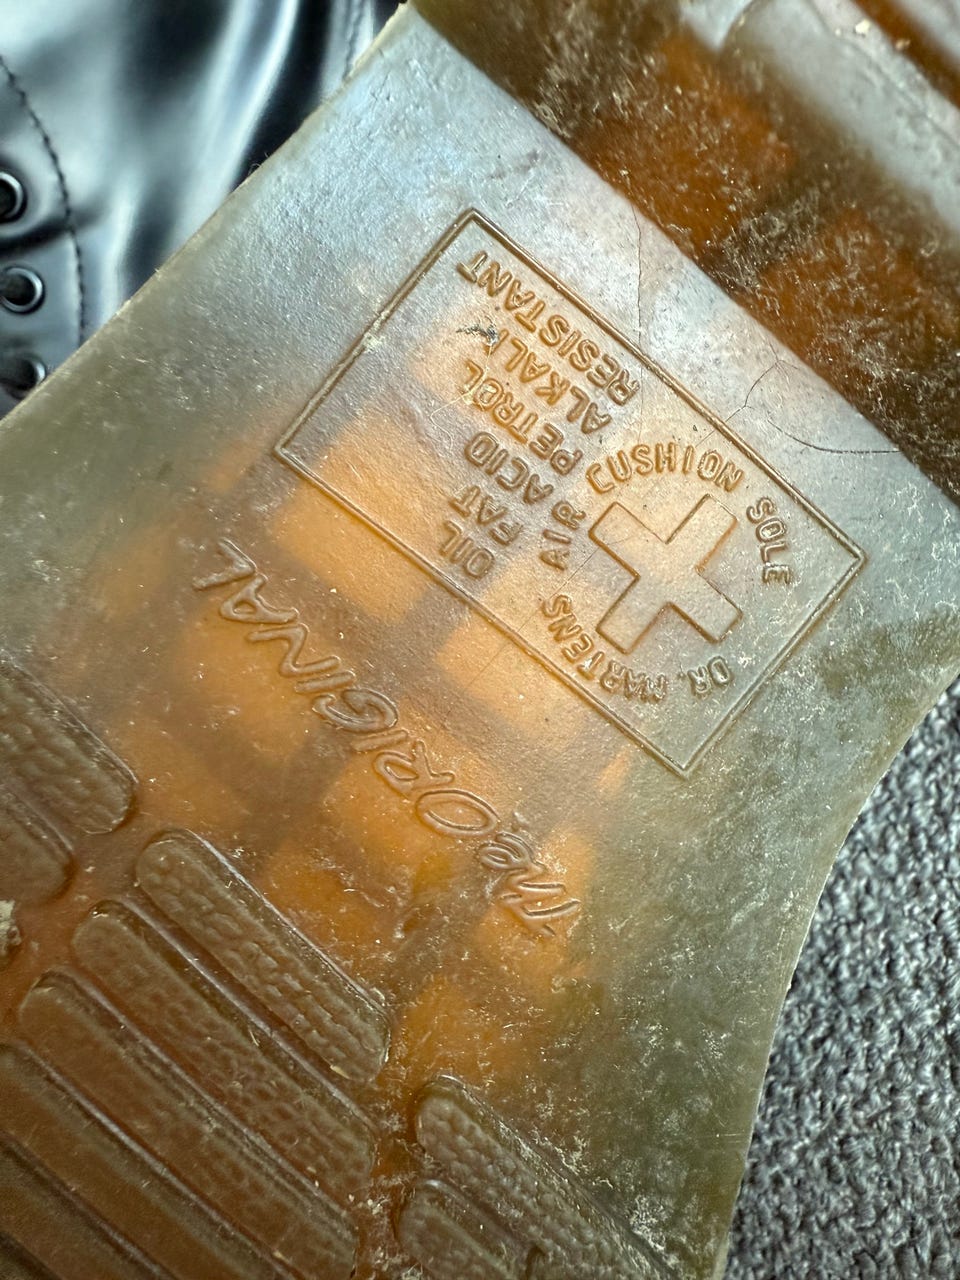 The ORIGINAL
DR. MARTENS AIR CUSHION SOLE
OIL
FAT
ACID
PETROL
ALKALI
RESISTANT